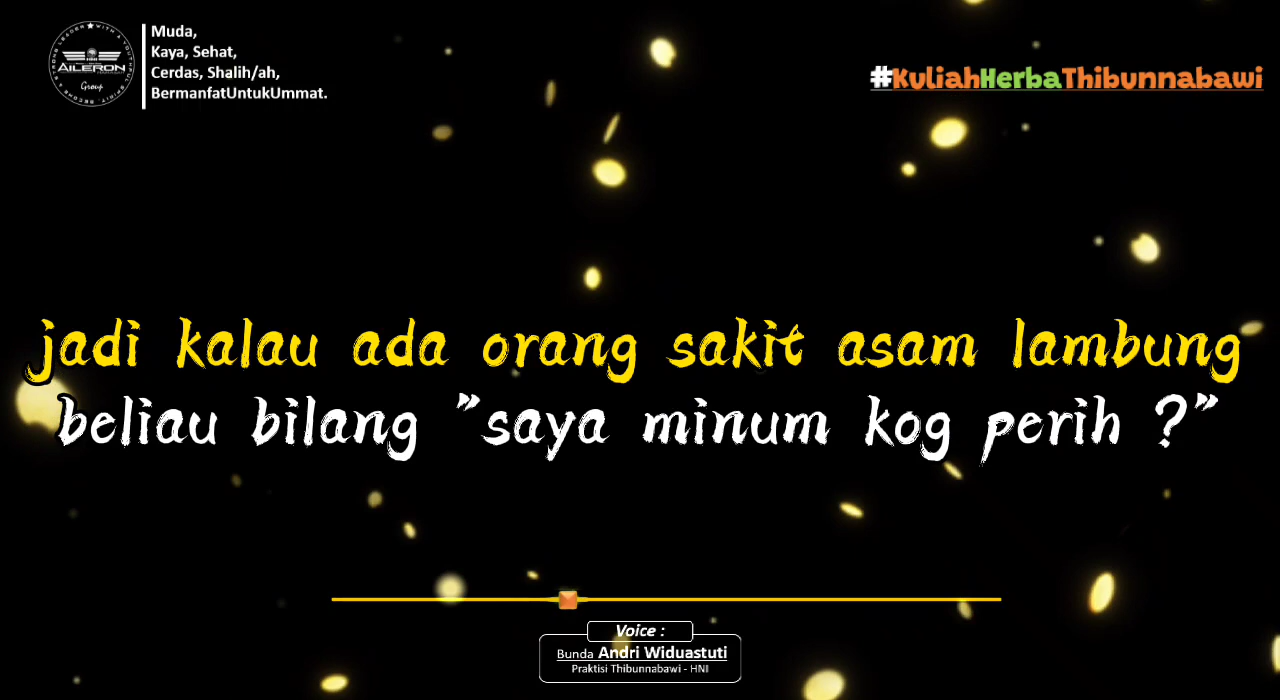 Muda,
Kaya, Sehat,
Cerdas, Shalih/ah,
BermanfatUntukUmmat.
AILERON
Group
#KuliahHerbaThibunnabawi
jadi kalau ada orang sakit asam lambung
beliau bilang "saya minum kog perih ?"
Voice :
Bunda Andri Widuastuti
Praktisi Thibunnabawi - HNI